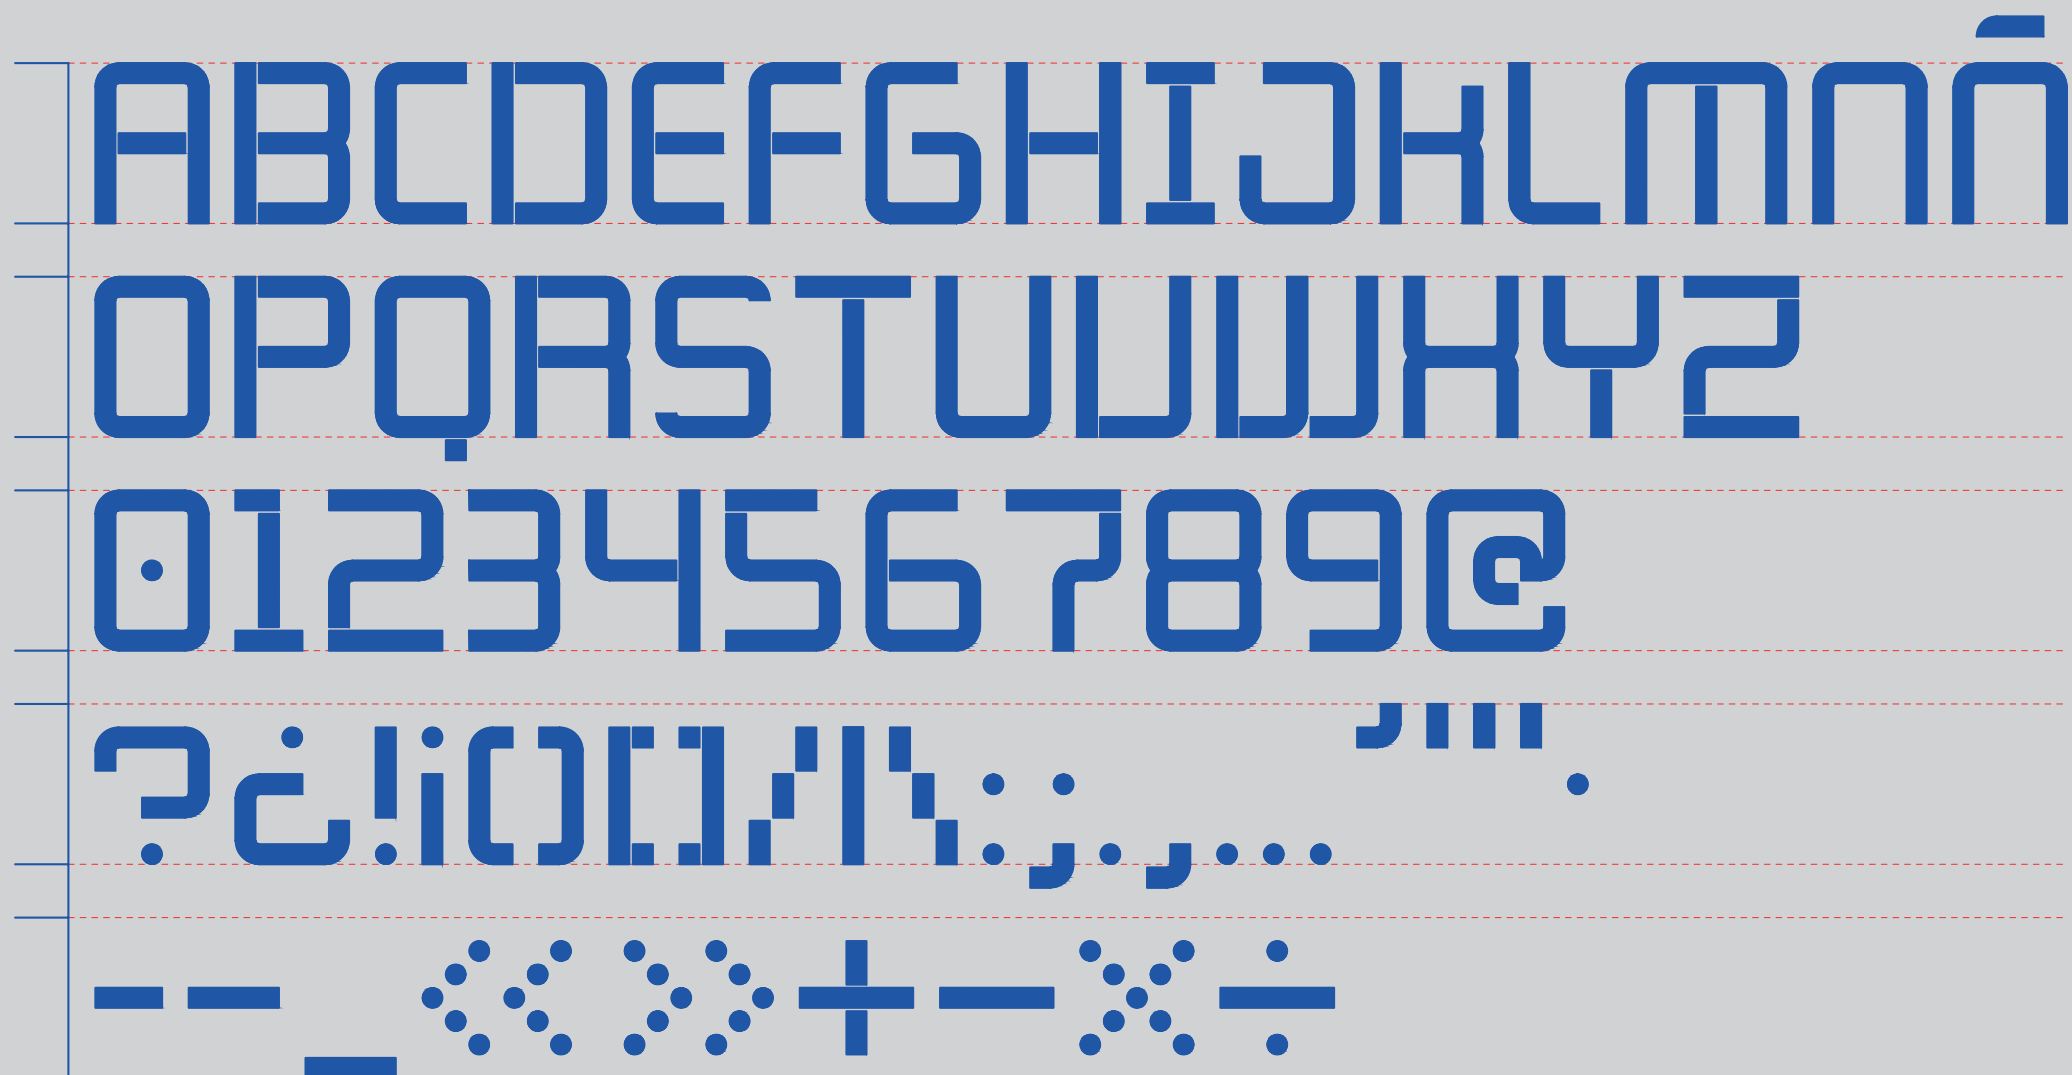 ABCDEFGHIJKLMNÑ
OPQRSTUVWXYZ
0123456789@
?¿!¡()[]/|\:;.,…’"'·
--_«»+−×÷